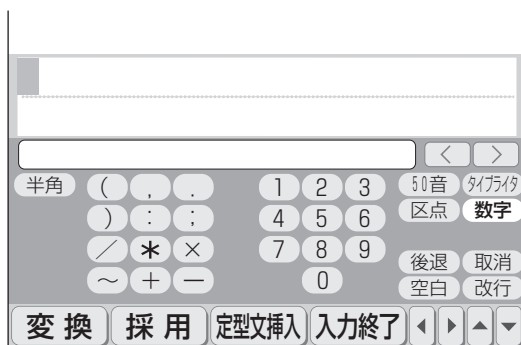 < >
半角 ( , . 1 2 3 50音 タイプライタ
) : ; 4 5 6 区点 数字
/ * × 7 8 9 後退 取消
~ + - 0 空白 改行
変換 採用 定型文挿入 入力終了